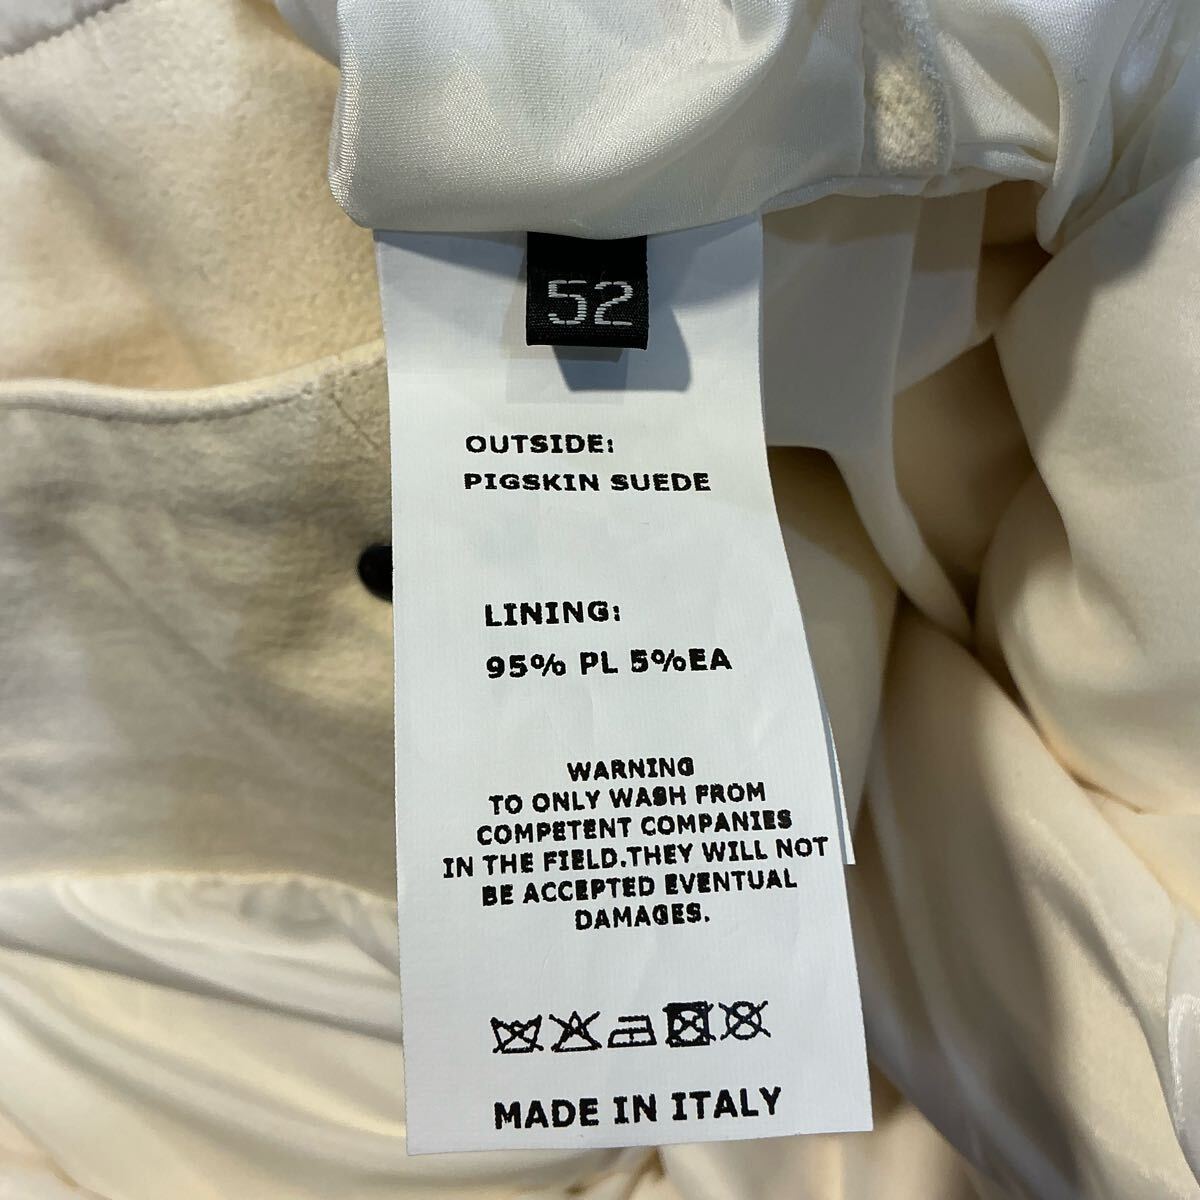 52
OUTSIDE:
PIGSKIN SUEDE
LINING:
95% PL 5%EA
WARNING
TO ONLY WASH FROM
COMPETENT COMPANIES
IN THE FIELD.THEY WILL NOT
BE ACCEPTED EVENTUAL
DAMAGES.
MADE IN ITALY